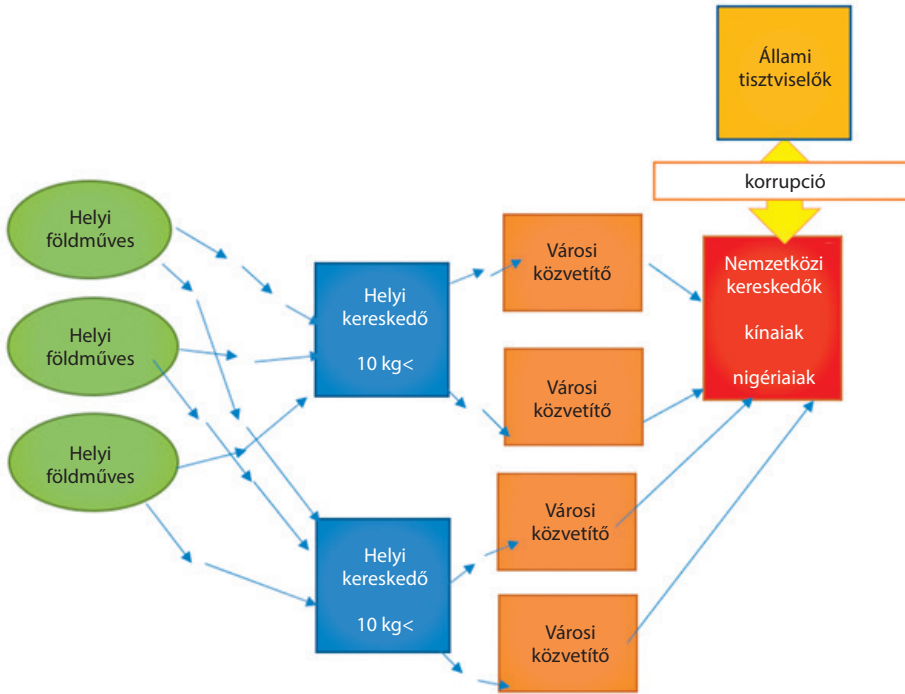 Állami
tisztviselők
korrupció
Helyi
földműves
Helyi
földműves
Helyi
földműves
Helyi
kereskedő
10 kg<
Helyi
kereskedő
10 kg<
Városi
közvetítő
Városi
közvetítő
Városi
közvetítő
Városi
közvetítő
Nemzetközi
kereskedők
kínaiak
nigériaiak